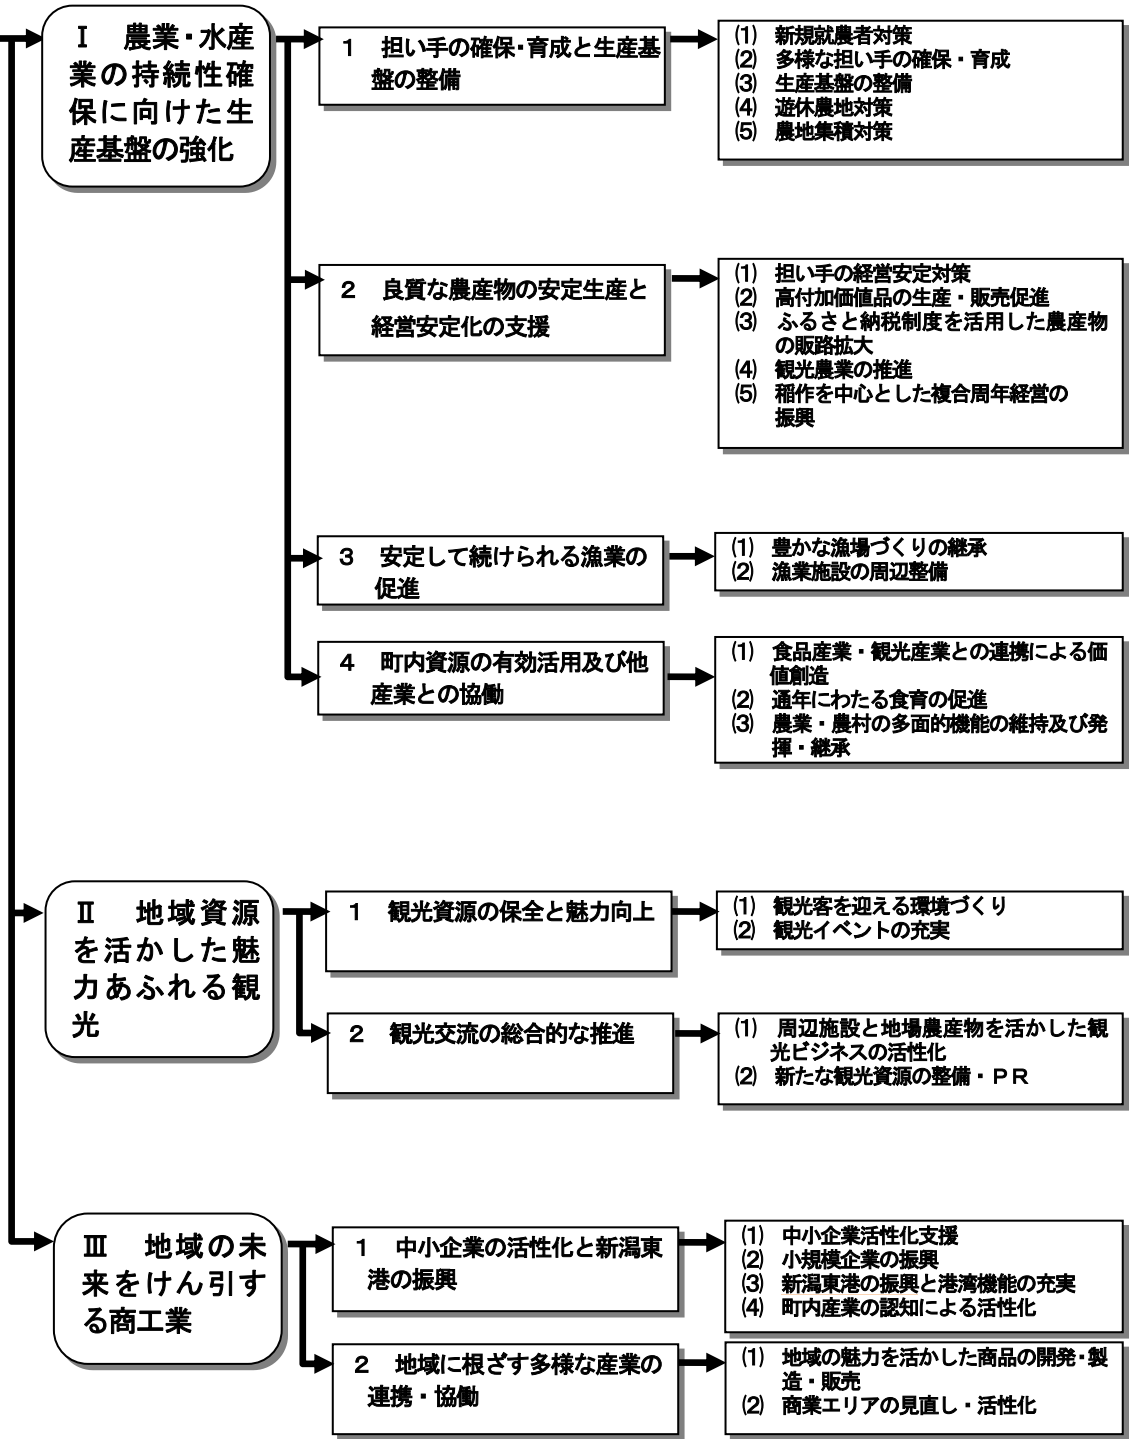 Ⅰ　農業・水産
業の持続性確
保に向けた生
産基盤の強化
１　担い手の確保・育成と生産基
盤の整備
⑴　新規就農者対策
⑵　多様な担い手の確保・育成
⑶　生産基盤の整備
⑷　遊休農地対策
⑸　農地集積対策
２　良質な農産物の安定生産と
経営安定化の支援
⑴　担い手の経営安定対策
⑵　高付加価値品の生産・販売促進
⑶　ふるさと納税制度を活用した農産物
の販路拡大
⑷　観光農業の推進
⑸　稲作を中心とした複合周年経営の
振興
３　安定して続けられる漁業の
促進
⑴　豊かな漁場づくりの継承
⑵　漁業施設の周辺整備
４　町内資源の有効活用及び他
産業との協働
⑴　食品産業・観光産業との連携による価
値創造
⑵　通年にわたる食育の促進
⑶　農業・農村の多面的機能の維持及び発
揮・継承
Ⅱ　地域資源
を活かした魅
力あふれる観
光
１　観光資源の保全と魅力向上
⑴　観光客を迎える環境づくり
⑵　観光イベントの充実
２　観光交流の総合的な推進
⑴　周辺施設と地場農産物を活かした観
光ビジネスの活性化
⑵　新たな観光資源の整備・ＰＲ
Ⅲ　地域の未
来をけん引す
る商工業
１　中小企業の活性化と新潟東
港の振興
⑴　中小企業活性化支援
⑵　小規模企業の振興
⑶　新潟東港の振興と港湾機能の充実
⑷　町内産業の認知による活性化
２　地域に根ざす多様な産業の
連携・協働
⑴　地域の魅力を活かした商品の開発・製
造・販売
⑵　商業エリアの見直し・活性化